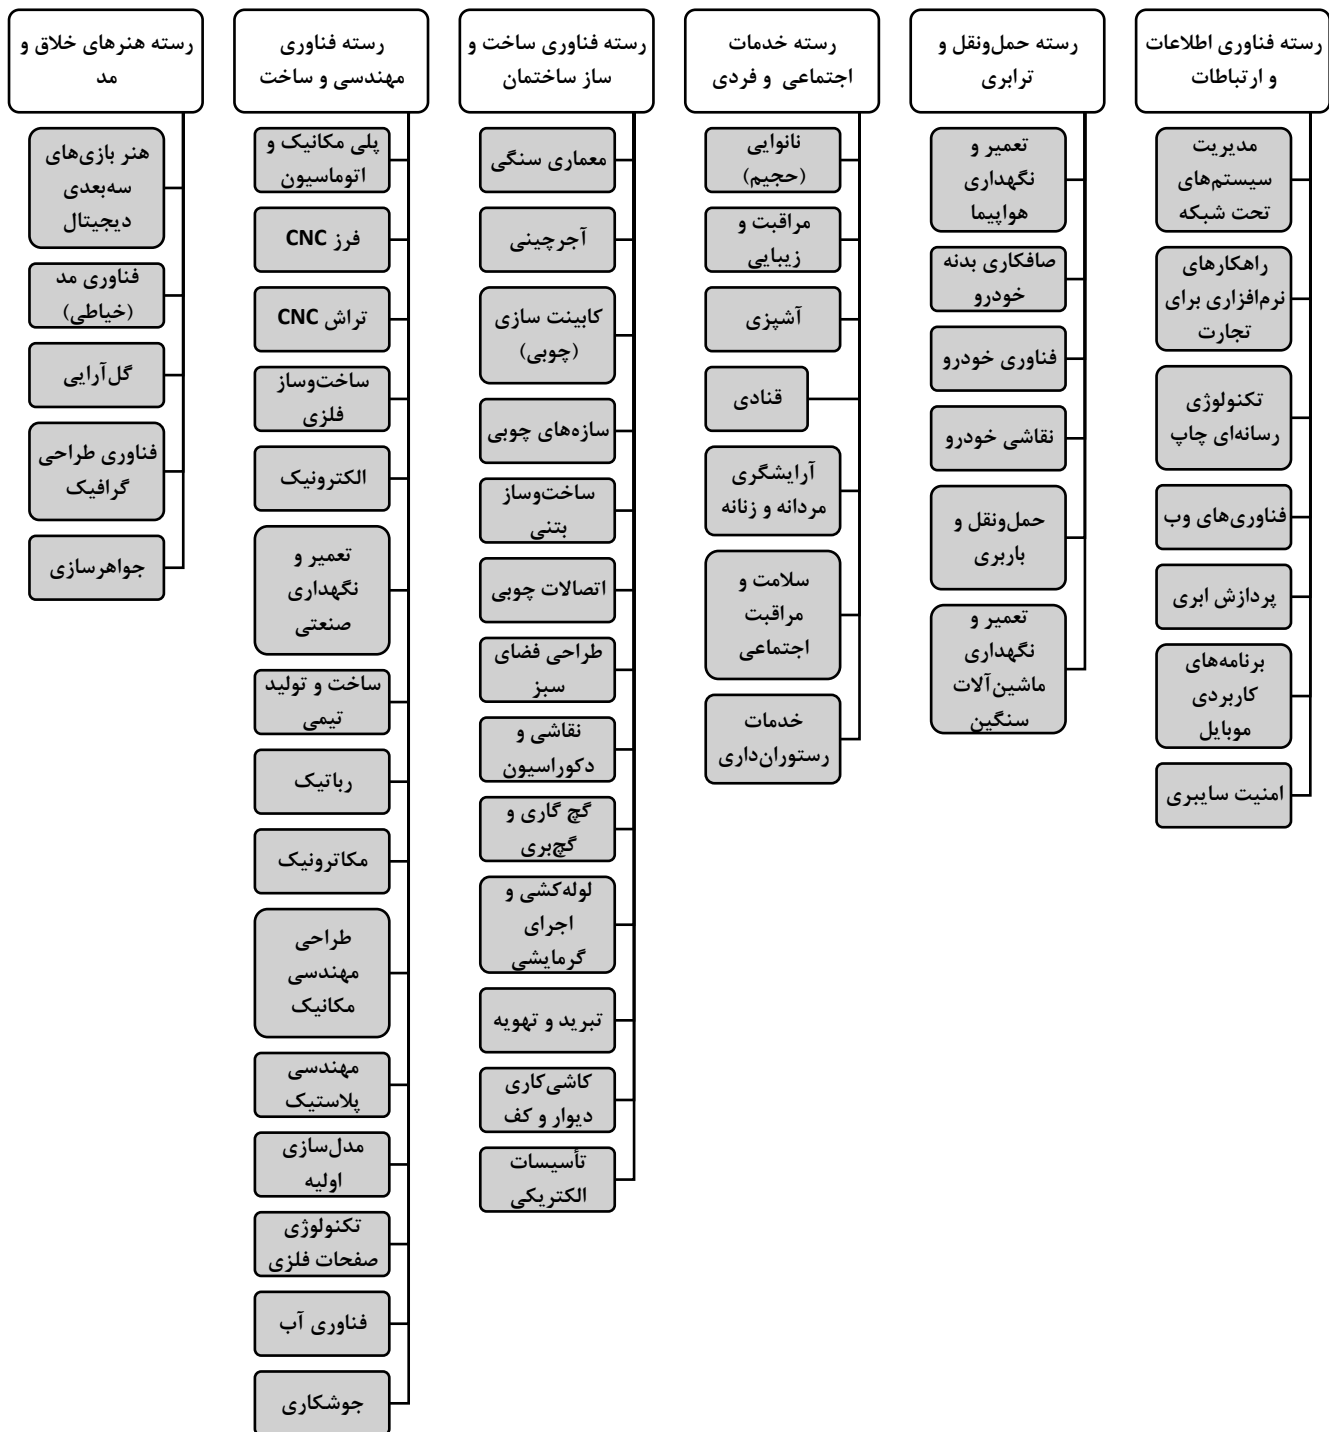 رسته فناوری اطلاعات
و ارتباطات
مدیریت
سیستم‌های
تحت شبکه
راهکارهای
نرم‌افزاری برای
تجارت
تکنولوژی
رسانه‌ای چاپ
فناوری‌های وب
پردازش ابری
برنامه‌های
کاربردی
موبایل
امنیت سایبری
رسته حمل‌ونقل و
ترابری
تعمیر و
نگهداری
هواپیما
صافکاری بدنه
خودرو
فناوری خودرو
نقاشی خودرو
حمل‌ونقل و
باربری
تعمیر و
نگهداری
ماشین‌آلات
سنگین
رسته خدمات
اجتماعی و فردی
نانوایی
(حجیم)
مراقبت و
زیبایی
آشپزی
قنادی
آرایشگری
مردانه و زنانه
سلامت و
مراقبت
اجتماعی
خدمات
رستوران‌داری
رسته فناوری ساخت و
ساز ساختمان
معماری سنگی
آجرچینی
کابینت سازی
(چوبی)
سازه‌های چوبی
ساخت‌وساز
بتنی
اتصالات چوبی
طراحی فضای
سبز
نقاشی و
دکوراسیون
گچ گاری و
گچ‌بری
لوله‌کشی و
اجرای
گرمایشی
تبرید و تهویه
کاشی‌کاری
دیوار و کف
تأسیسات
الکتریکی
رسته فناوری
مهندسی و ساخت
پلی مکانیک و
اتوماسیون
فرز CNC
تراش CNC
ساخت‌وساز
فلزی
الکترونیک
تعمیر و
نگهداری
صنعتی
ساخت و تولید
تیمی
رباتیک
مکاترونیک
طراحی
مهندسی
مکانیک
مهندسی
پلاستیک
مدل‌سازی
اولیه
تکنولوژی
صفحات فلزی
فناوری آب
جوشکاری
رسته هنرهای خلاق و
مد
هنر بازی‌های
سه‌بعدی
دیجیتال
فناوری مد
(خیاطی)
گل‌آرایی
فناوری طراحی
گرافیک
جواهرسازی